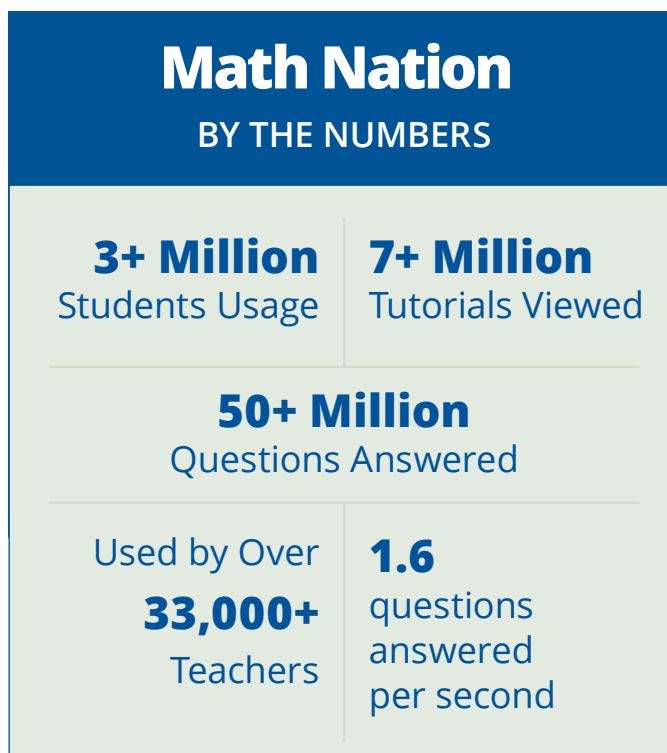 Math Nation
BY THE NUMBERS
3+ Million
Students Usage
7+ Million
Tutorials Viewed
50+ Million
Questions Answered
Used by Over
33,000+
Teachers
1.6
questions
answered
per second